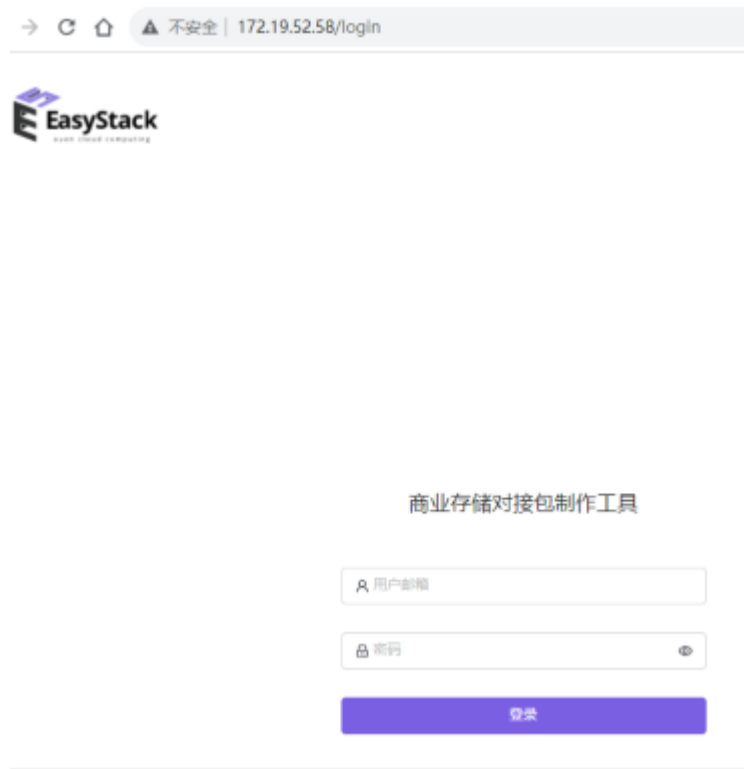 不安全 | 172.19.52.58/login
EasyStack
商业存储对接包制作工具
用户邮箱
密码
登录